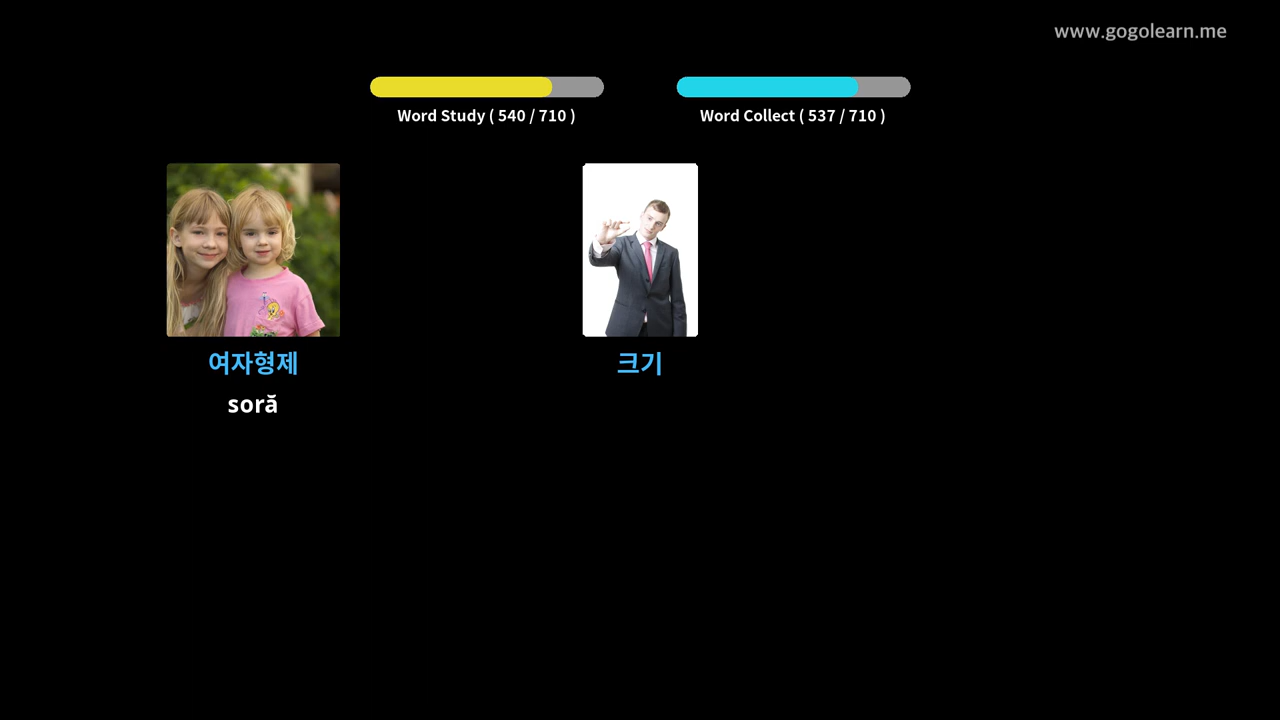 www.gogolearn.me
Word Study ( 540 / 710 )
Word Collect ( 537 / 710 )
여자형제
soră
크기